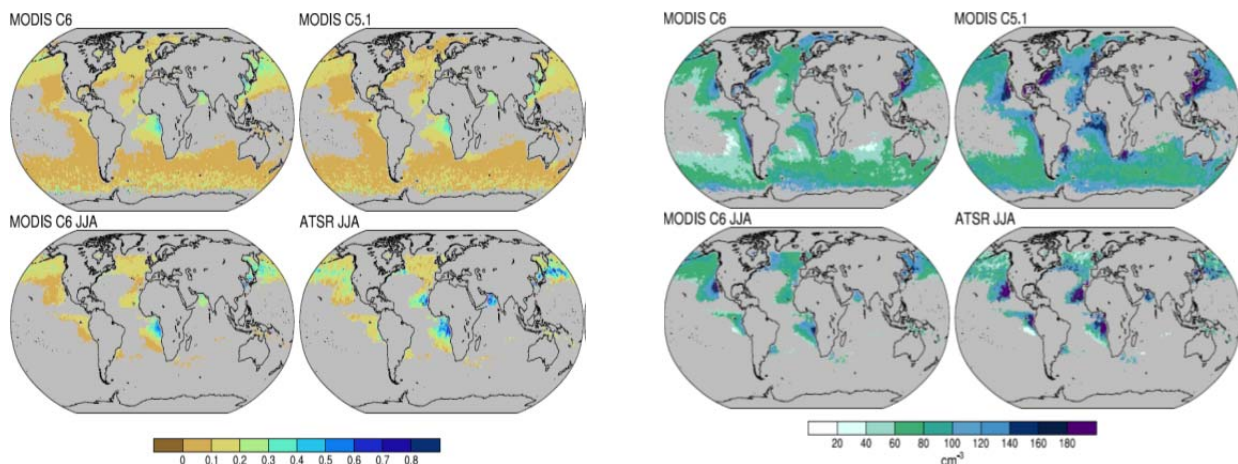 MODIS C6
MODIS C5.1
MODIS C6 JJA
ATSR JJA
0 0.1 0.2 0.3 0.4 0.5 0.6 0.7 0.8
MODIS C6
MODIS C5.1
MODIS C6 JJA
ATSR JJA
20 40 60 80 100 120 140 160 180
cm⁻³